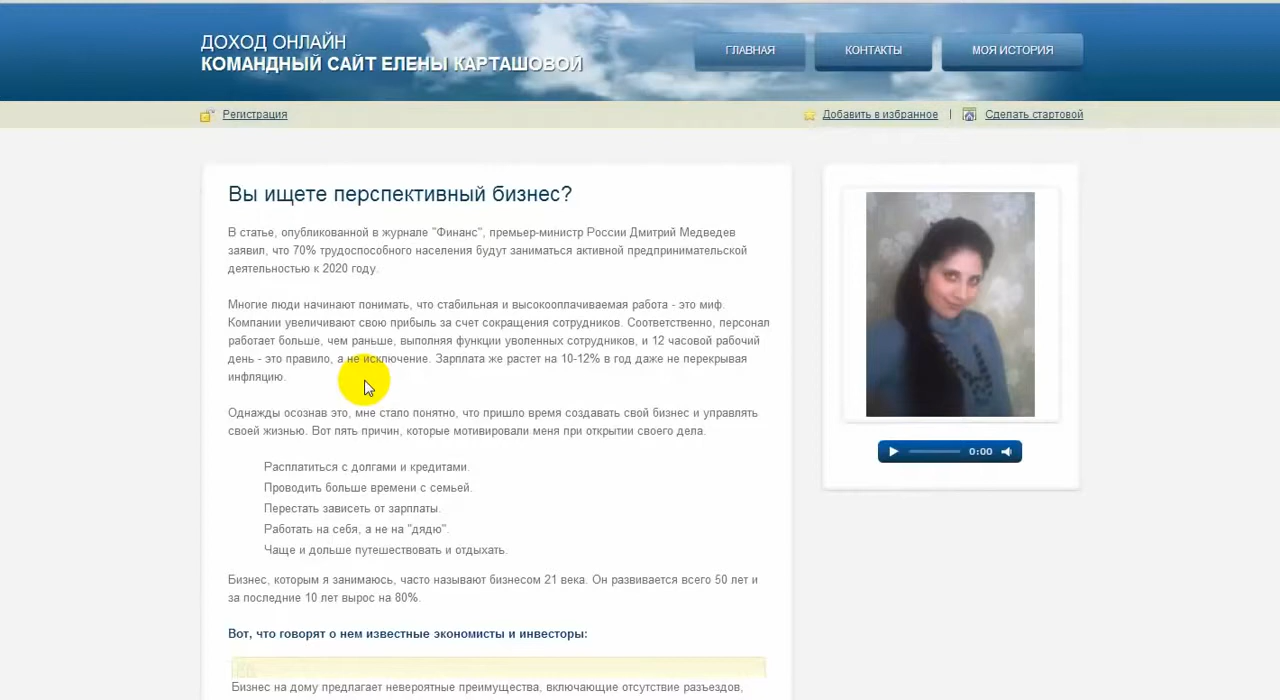 ДОХОД ОНЛАЙН
КОМАНДНЫЙ САЙТ ЕЛЕНЫ КАРТАШОВОЙ
ГЛАВНАЯ
КОНТАКТЫ
МОЯ ИСТОРИЯ
Регистрация
Добавить в избранное | Сделать стартовой
Вы ищете перспективный бизнес?
В статье, опубликованной в журнале "Финанс", премьер-министр России Дмитрий Медведев
заявил, что 70% трудоспособного населения будут заниматься активной предпринимательской
деятельностью к 2020 году.
Многие люди начинают понимать, что стабильная и высокооплачиваемая работа - это миф.
Компании увеличивают свою прибыль за счет сокращения сотрудников. Соответственно, персонал
работает больше, чем раньше, выполняя функции уволенных сотрудников, и 12 часовой рабочий
день - это правило, а не исключение. Зарплата же растет на 10-12% в год даже не перекрывая
инфляцию.
Однажды осознав это, мне стало понятно, что пришло время создавать свой бизнес и управлять
своей жизнью. Вот пять причин, которые мотивировали меня при открытии своего дела.
Расплатиться с долгами и кредитами.
Проводить больше времени с семьей.
Перестать зависеть от зарплаты.
Работать на себя, а не на "дядю".
Чаще и дольше путешествовать и отдыхать.
Бизнес, которым я занимаюсь, часто называют бизнесом 21 века. Он развивается всего 50 лет и
за последние 10 лет вырос на 80%.
Вот, что говорят о нем известные экономисты и инвесторы:
Бизнес на дому предлагает невероятные преимущества, включающие отсутствие разъездов,
0:00